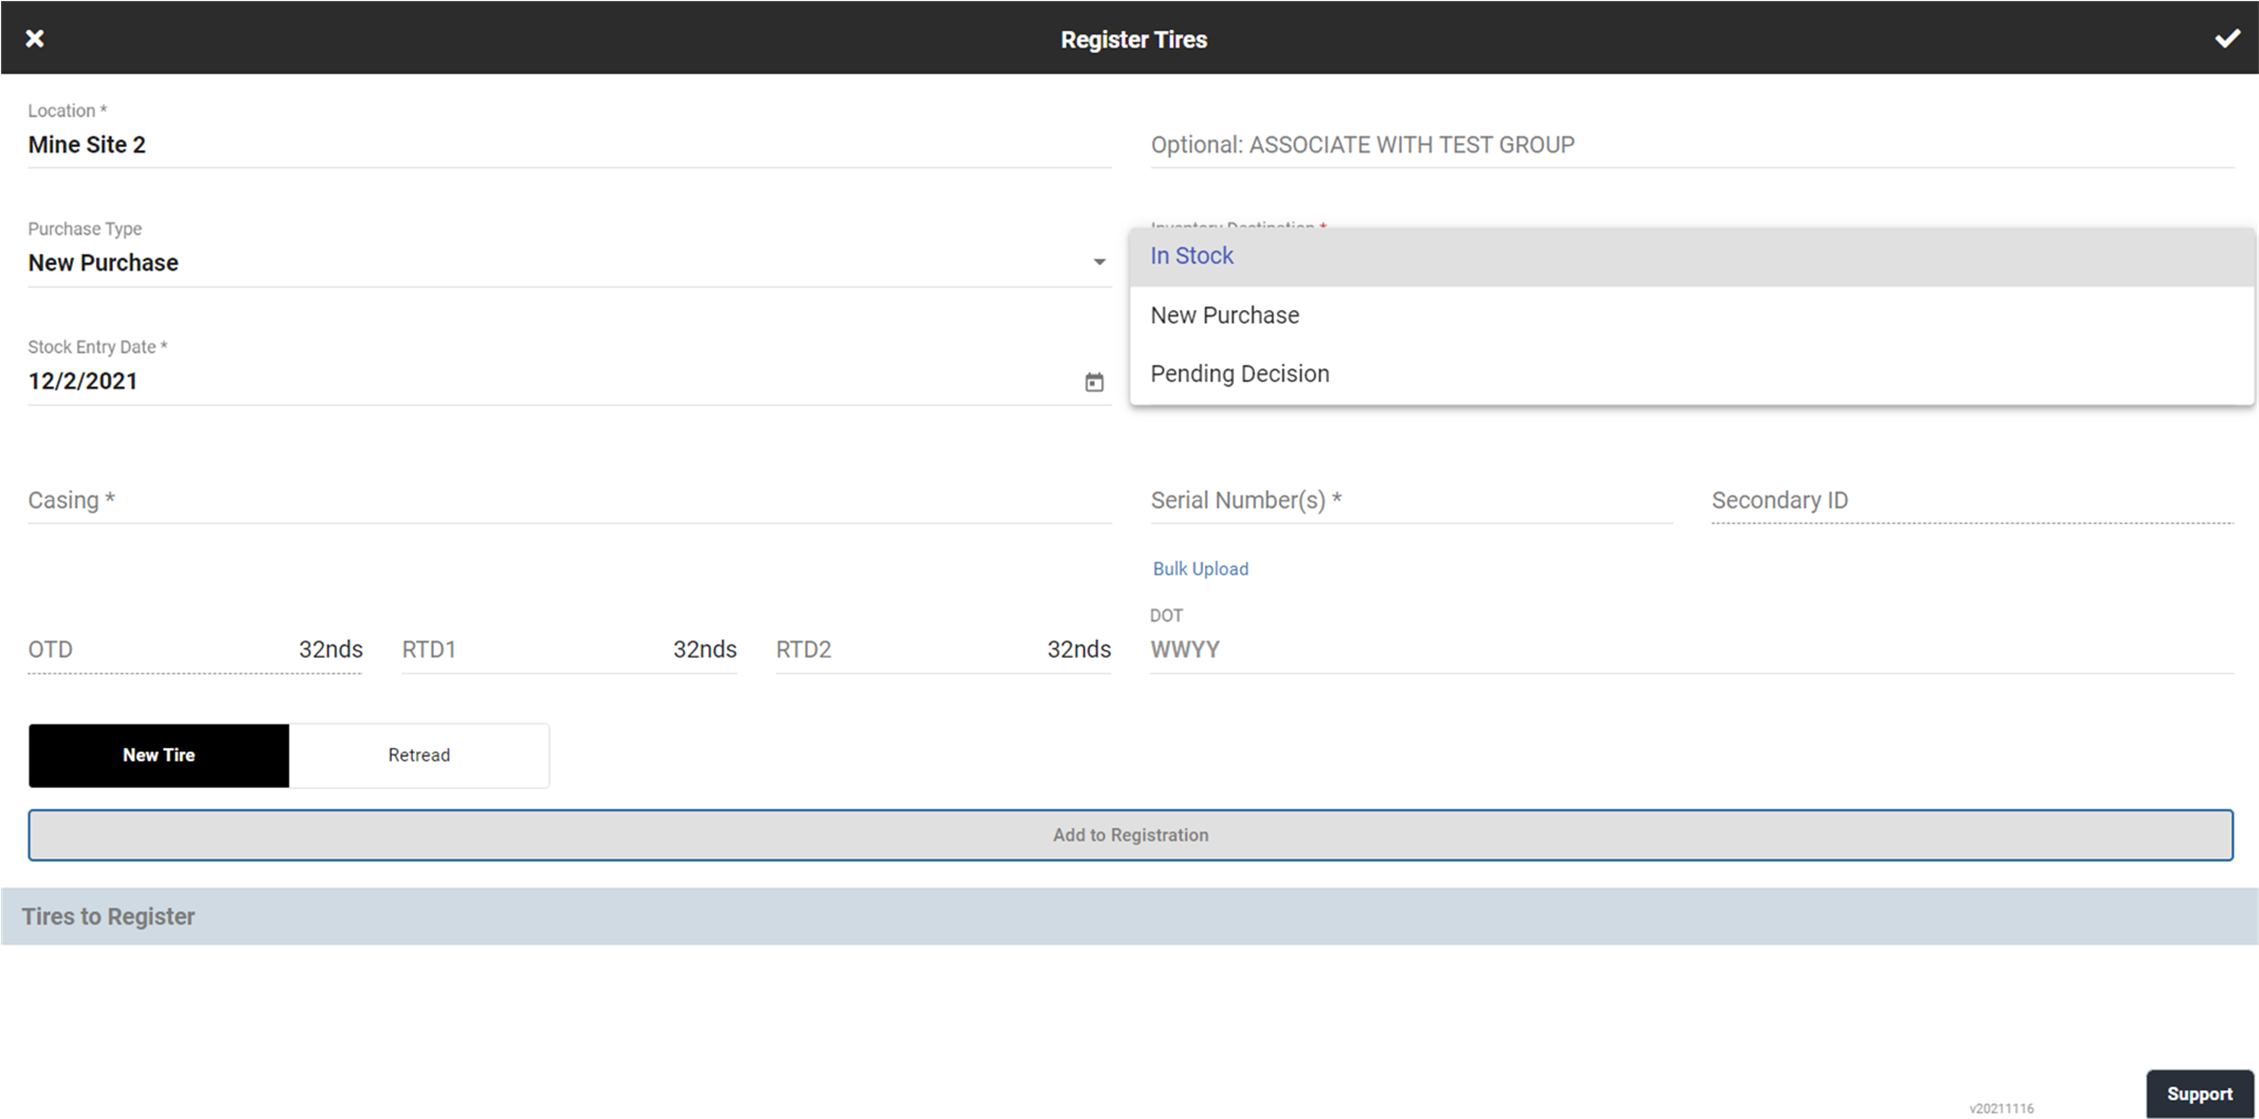 Register Tires
Location *
Mine Site 2
Optional: ASSOCIATE WITH TEST GROUP
Purchase Type
New Purchase
Inventory Destination *
In Stock
New Purchase
Pending Decision
Stock Entry Date *
12/2/2021
Casing *
Serial Number(s) *
Secondary ID
Bulk Upload
DOT
OTD 32nds
RTD1 32nds
RTD2 32nds
WWYY
New Tire
Retread
Add to Registration
Tires to Register
v20211116
Support